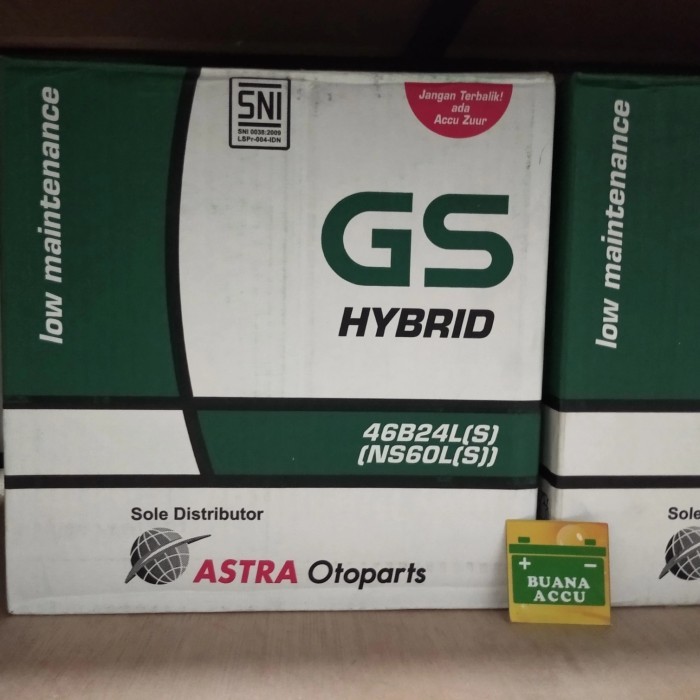 low maintenance
SNI
SNI 0038:2009
LSPr-004-IDN
Jangan Terbalik!
ada
Accu Zuur
GS
HYBRID
46B24L(S)
(NS60L(S))
Sole Distributor
ASTRA Otoparts
+ -
BUANA
ACCU
low maintenance
Sole